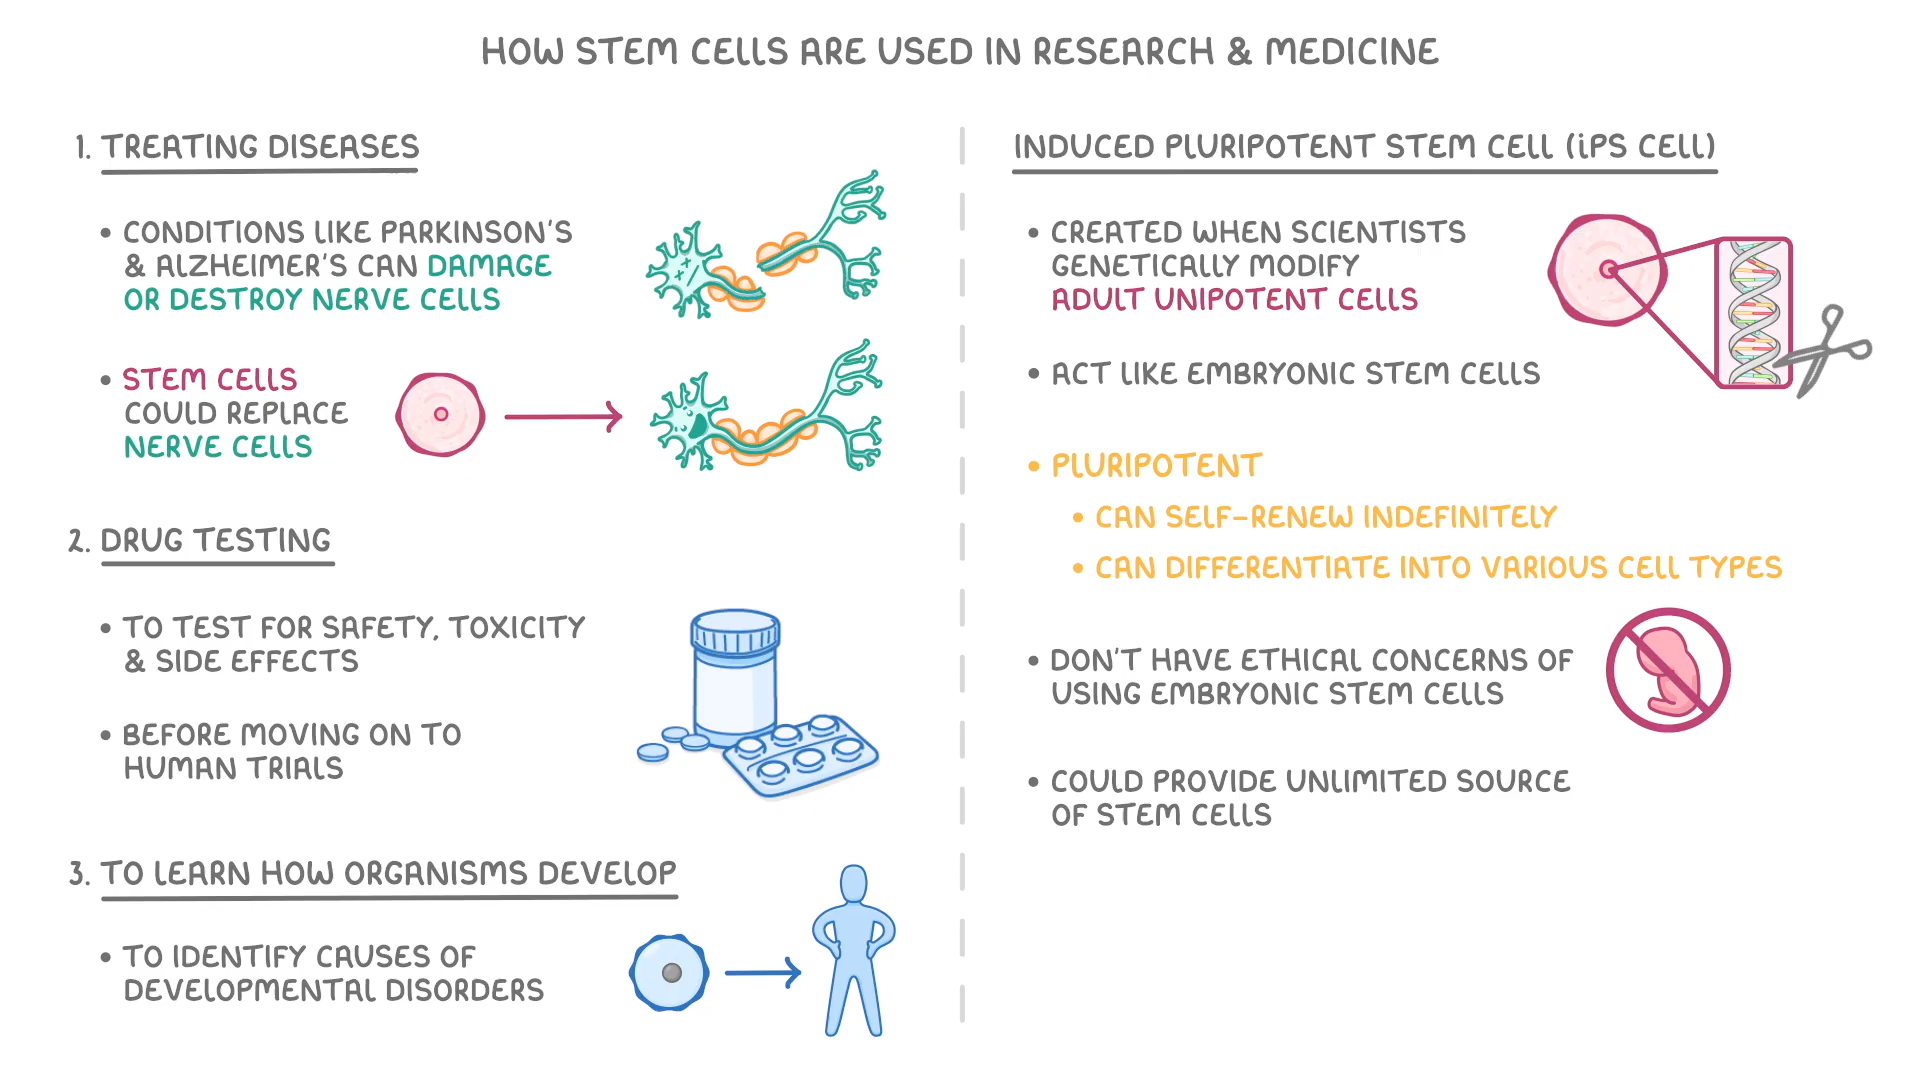 HOW STEM CELLS ARE USED IN RESEARCH & MEDICINE
1. TREATING DISEASES
• CONDITIONS LIKE PARKINSON'S
& ALZHEIMER'S CAN DAMAGE
OR DESTROY NERVE CELLS
• STEM CELLS
COULD REPLACE
NERVE CELLS
2. DRUG TESTING
• TO TEST FOR SAFETY, TOXICITY
& SIDE EFFECTS
• BEFORE MOVING ON TO
HUMAN TRIALS
3. TO LEARN HOW ORGANISMS DEVELOP
• TO IDENTIFY CAUSES OF
DEVELOPMENTAL DISORDERS
INDUCED PLURIPOTENT STEM CELL (iPS CELL)
• CREATED WHEN SCIENTISTS
GENETICALLY MODIFY
ADULT UNIPOTENT CELLS
• ACT LIKE EMBRYONIC STEM CELLS
• PLURIPOTENT
• CAN SELF-RENEW INDEFINITELY
• CAN DIFFERENTIATE INTO VARIOUS CELL TYPES
• DON'T HAVE ETHICAL CONCERNS OF
USING EMBRYONIC STEM CELLS
• COULD PROVIDE UNLIMITED SOURCE
OF STEM CELLS